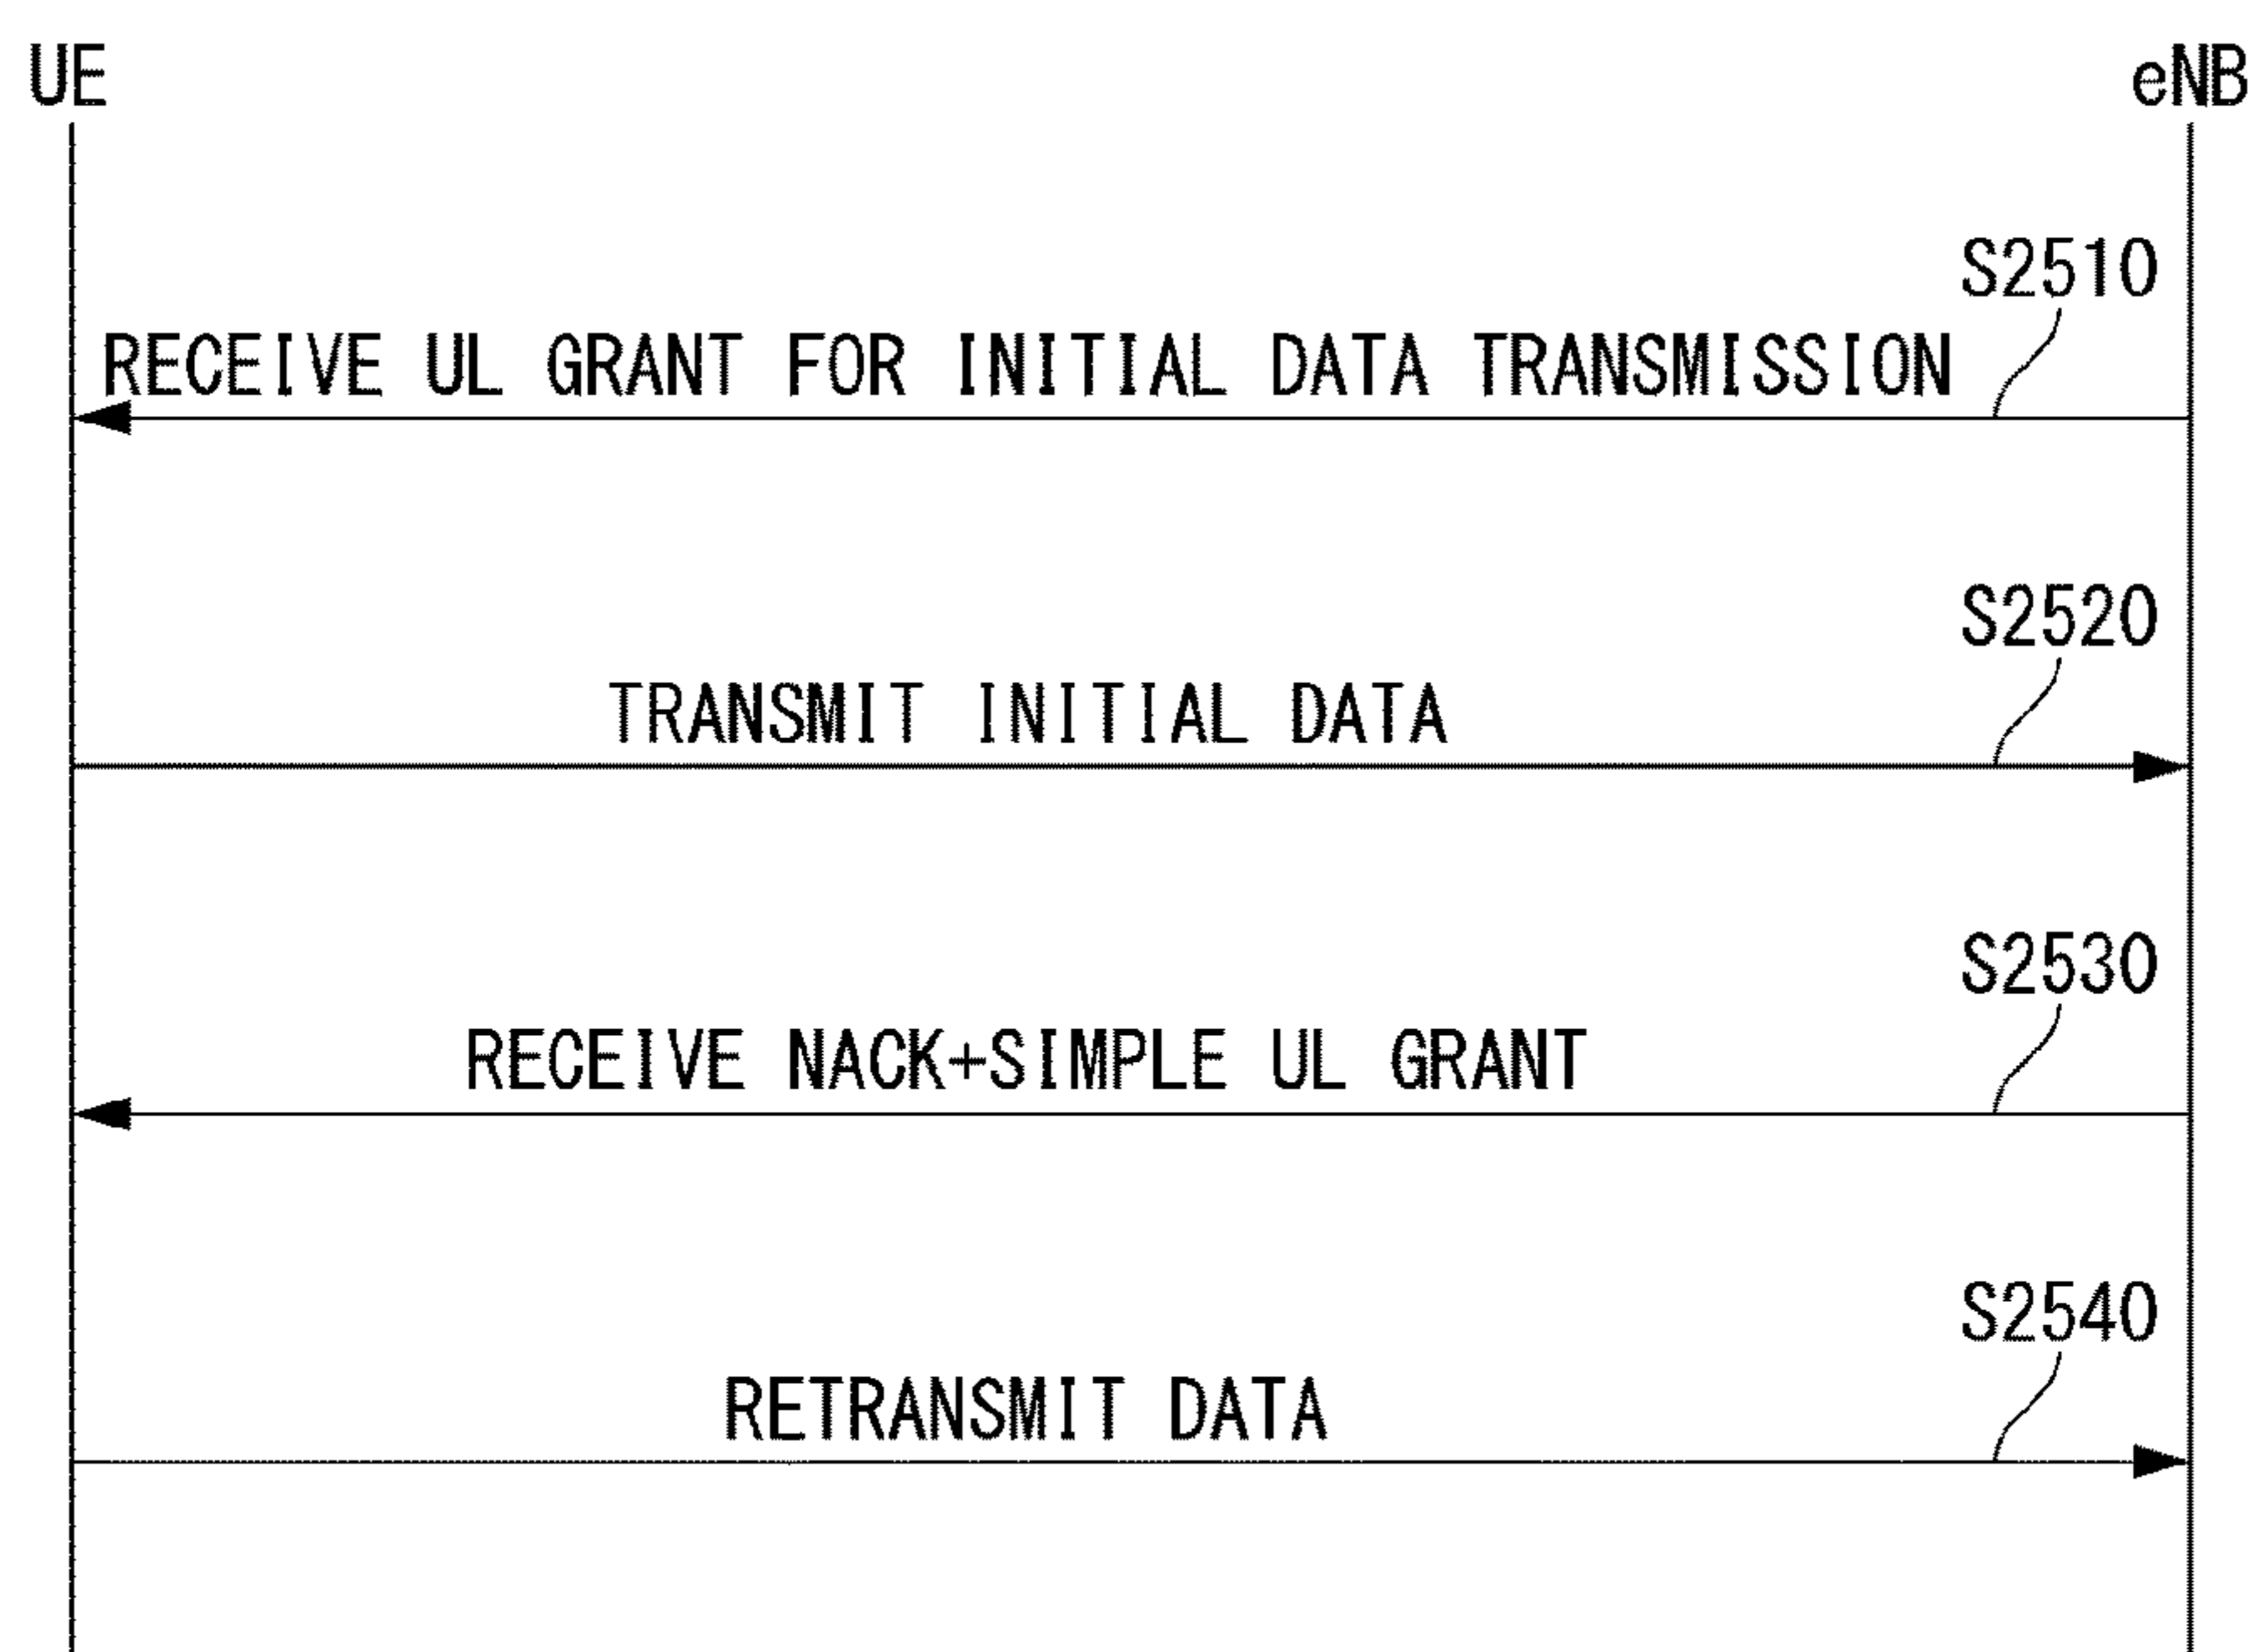 UE eNB
S2510
RECEIVE UL GRANT FOR INITIAL DATA TRANSMISSION
S2520
TRANSMIT INITIAL DATA
S2530
RECEIVE NACK+SIMPLE UL GRANT
S2540
RETRANSMIT DATA